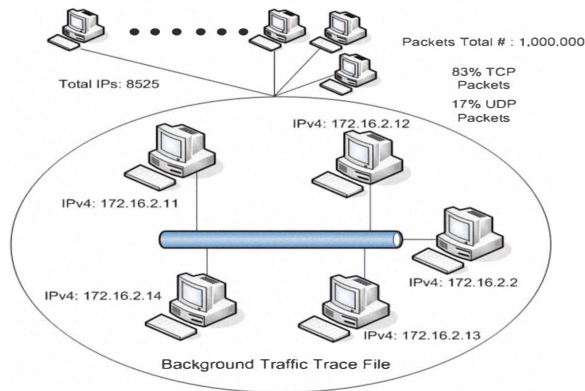 Packets Total # : 1,000,000
Total IPs: 8525
83% TCP
Packets
17% UDP
Packets
IPv4: 172.16.2.12
IPv4: 172.16.2.11
IPv4: 172.16.2.2
IPv4: 172.16.2.14
IPv4: 172.16.2.13
Background Traffic Trace File